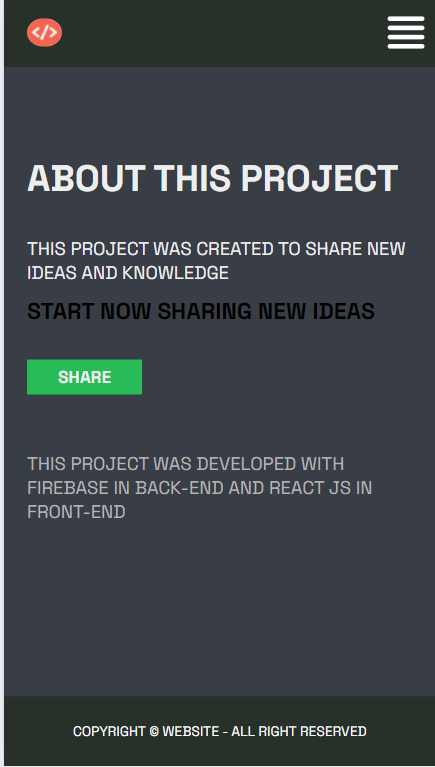 </>
ABOUT THIS PROJECT
THIS PROJECT WAS CREATED TO SHARE NEW
IDEAS AND KNOWLEDGE
START NOW SHARING NEW IDEAS
SHARE
THIS PROJECT WAS DEVELOPED WITH
FIREBASE IN BACK-END AND REACT JS IN
FRONT-END
COPYRIGHT © WEBSITE - ALL RIGHT RESERVED